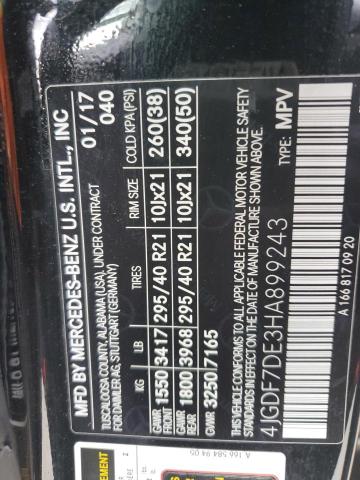 MFD BY MERCEDES-BENZ U.S. INTL., INC
TUSCALOOSA COUNTY, ALABAMA (USA), UNDER CONTRACT
FOR DAIMLER AG, STUTTGART (GERMANY)
01/17
040
KG LB TIRES RIM SIZE COLD KPA (PSI)
GAWR FRONT 1550 3417 295/40 R21 10Jx21 260(38)
GAWR REAR 1800 3968 295/40 R21 10Jx21 340(50)
GVWR 3250/7165
THIS VEHICLE CONFORMS TO ALL APPLICABLE FEDERAL MOTOR VEHICLE SAFETY
STANDARDS IN EFFECT ON THE DATE OF MANUFACTURE SHOWN ABOVE.
4JGDF7DE3HA899243 TYPE: MPV
A 166 817 09 20
A 166 584 94 05